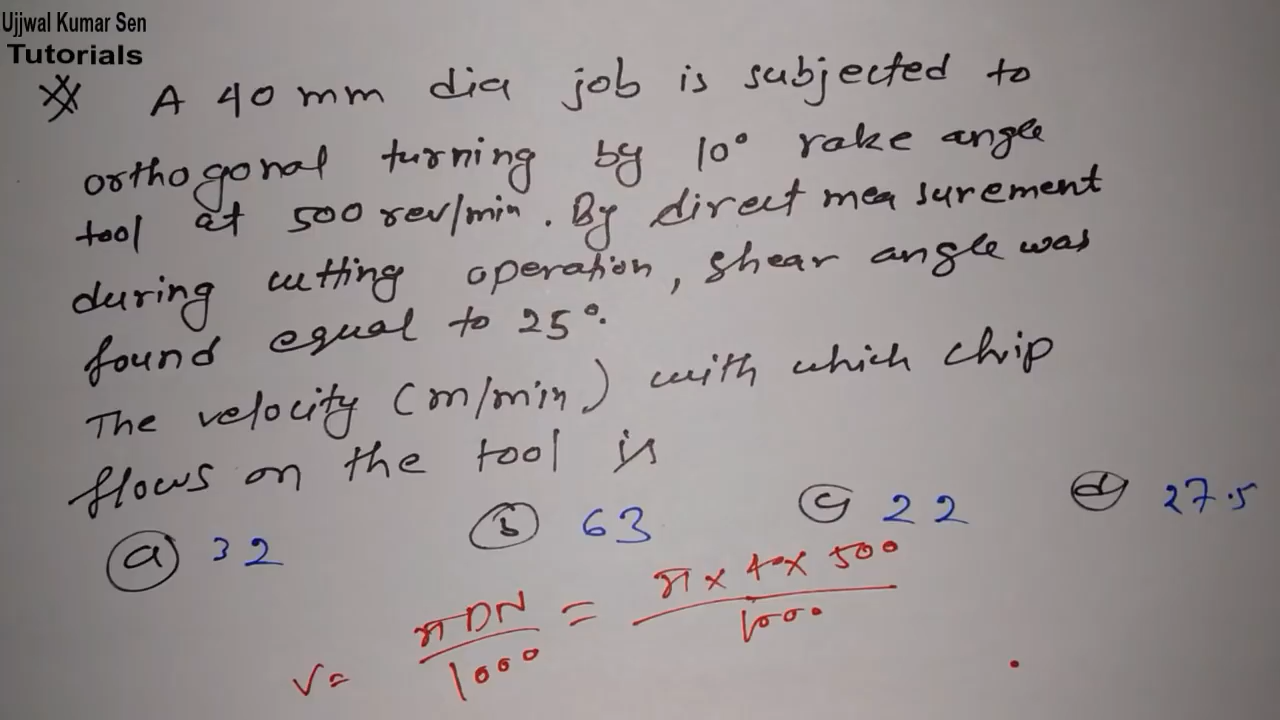 Ujjwal Kumar Sen
Tutorials
A 40 mm dia job is subjected to
orthogonal turning by 10° rake angle
tool at 500 rev/min. By direct measurement
during cutting operation, shear angle was
found equal to 25°.
The velocity (m/min) with which chip
flows on the tool is
(a) 32 (b) 63 (c) 22 (d) 27.5
V = πDN/1000 = π × 40 × 500/1000